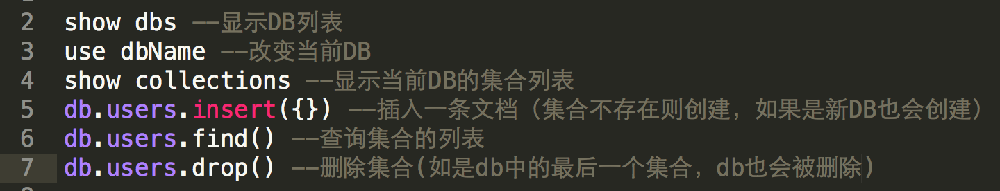 2 show dbs --显示DB列表
3 use dbName --改变当前DB
4 show collections --显示当前DB的集合列表
5 db.users.insert({}) --插入一条文档（集合不存在则创建，如果是新DB也会创建）
6 db.users.find() --查询集合的列表
7 db.users.drop() --删除集合(如是db中的最后一个集合，db也会被删除)